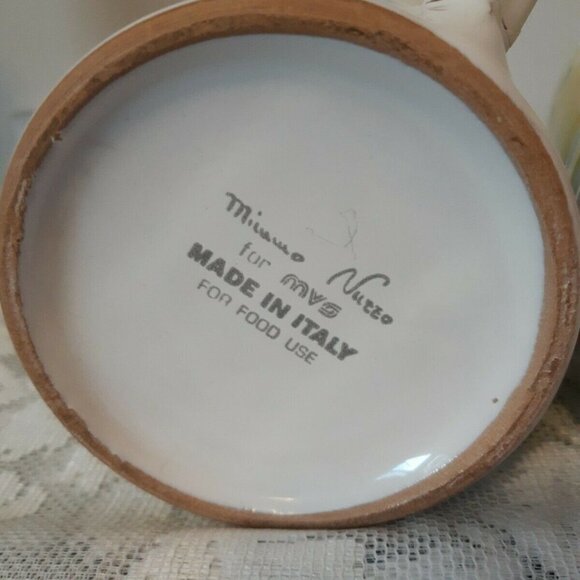 Mimmo Nuzzo
for MVS
MADE IN ITALY
FOR FOOD USE